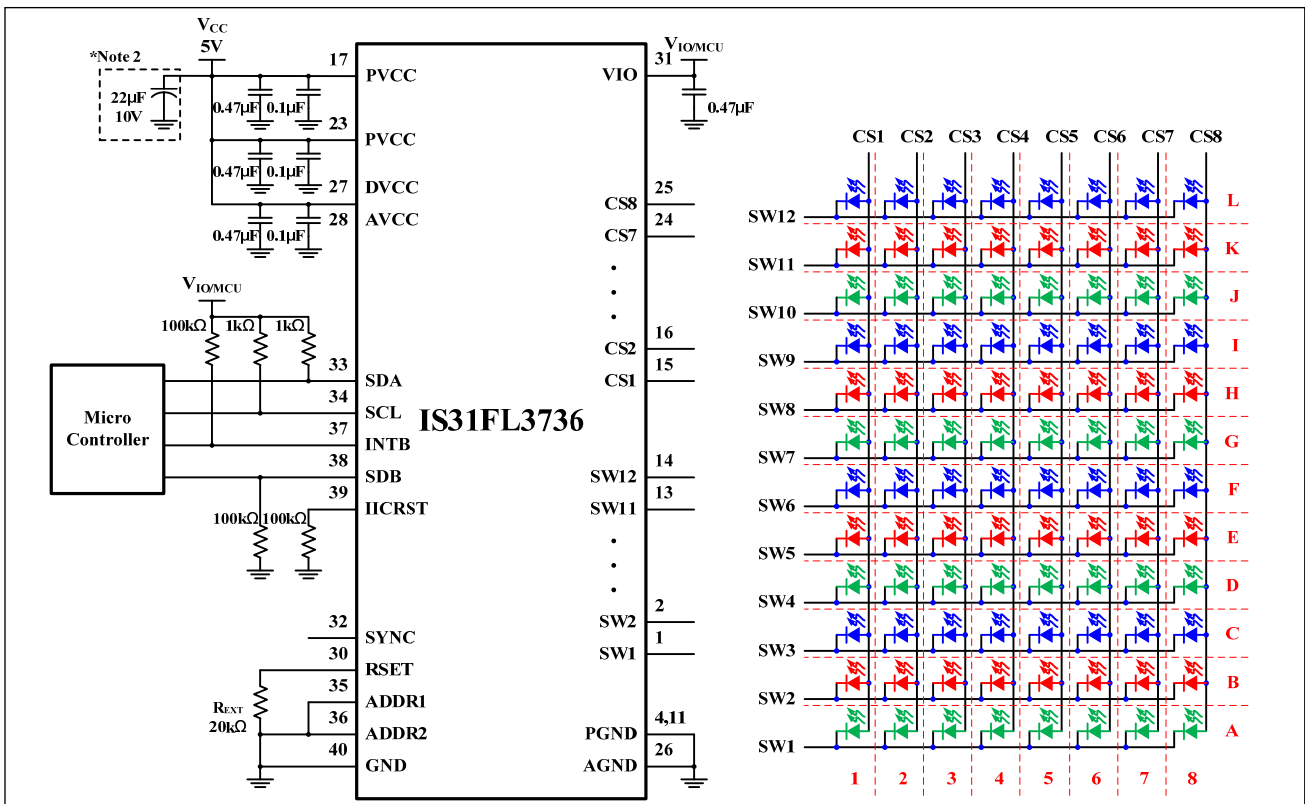 VCC
5V
*Note 2
22µF
10V
17
PVCC
0.47µF
0.1µF
23
PVCC
0.47µF
0.1µF
27
DVCC
28
AVCC
0.47µF
0.1µF
VIO/MCU
100kΩ
1kΩ
1kΩ
Micro
Controller
33
SDA
34
SCL
37
INTB
38
SDB
39
IICRST
100kΩ
100kΩ
32
SYNC
30
RSET
35
ADDR1
REXT
20kΩ
36
ADDR2
40
GND
IS31FL3736
VIO/MCU
31
VIO
0.47µF
25
CS8
24
CS7
16
CS2
15
CS1
14
SW12
13
SW11
2
SW2
1
SW1
4,11
PGND
26
AGND
CS1 CS2 CS3 CS4 CS5 CS6 CS7 CS8
SW12 L
SW11 K
SW10 J
SW9 I
SW8 H
SW7 G
SW6 F
SW5 E
SW4 D
SW3 C
SW2 B
SW1 A
1 2 3 4 5 6 7 8